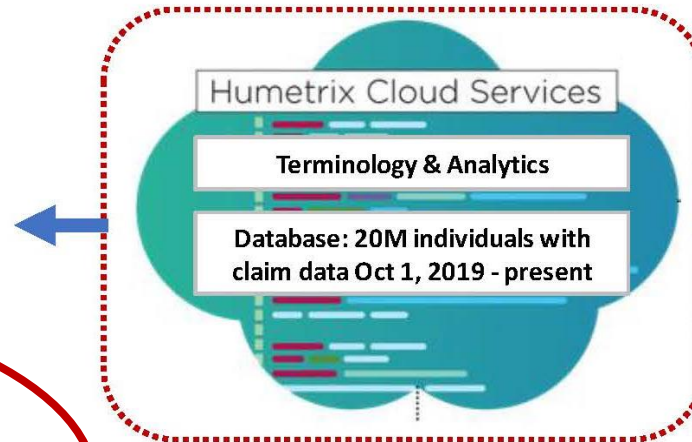 Humetrix Cloud Services
Terminology & Analytics
Database: 20M individuals with
claim data Oct 1, 2019 - present